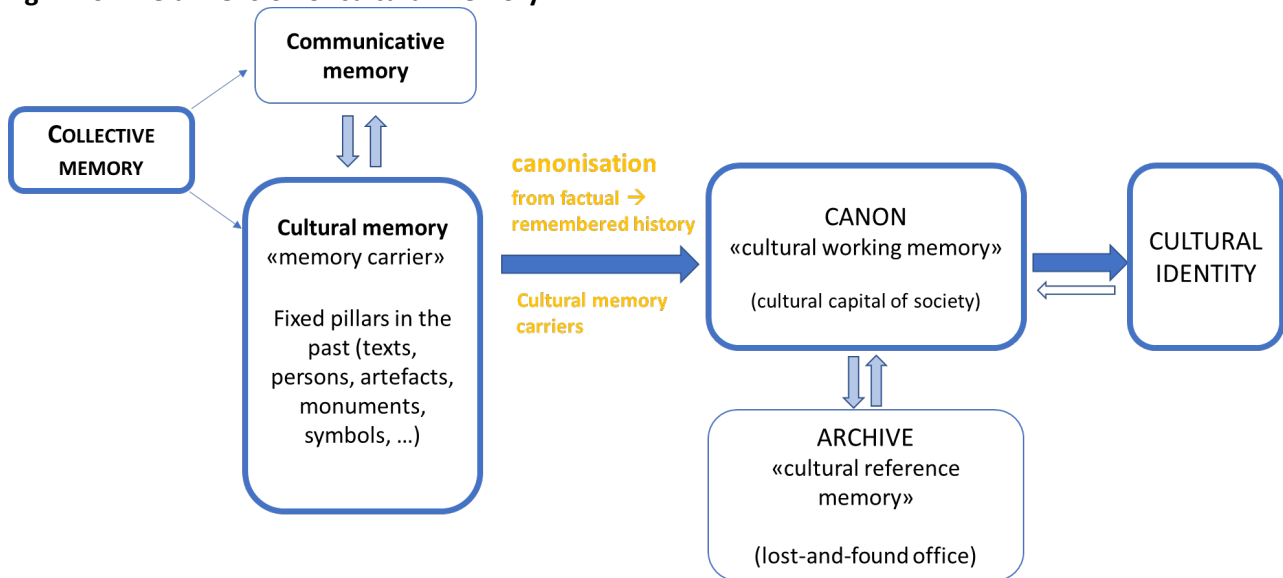 Communicative
memory
COLLECTIVE
MEMORY
Cultural memory
«memory carrier»
Fixed pillars in the
past (texts,
persons, artefacts,
monuments,
symbols, …)
canonisation
from factual →
remembered history
Cultural memory
carriers
CANON
«cultural working memory»
(cultural capital of society)
CULTURAL
IDENTITY
ARCHIVE
«cultural reference
memory»
(lost-and-found office)